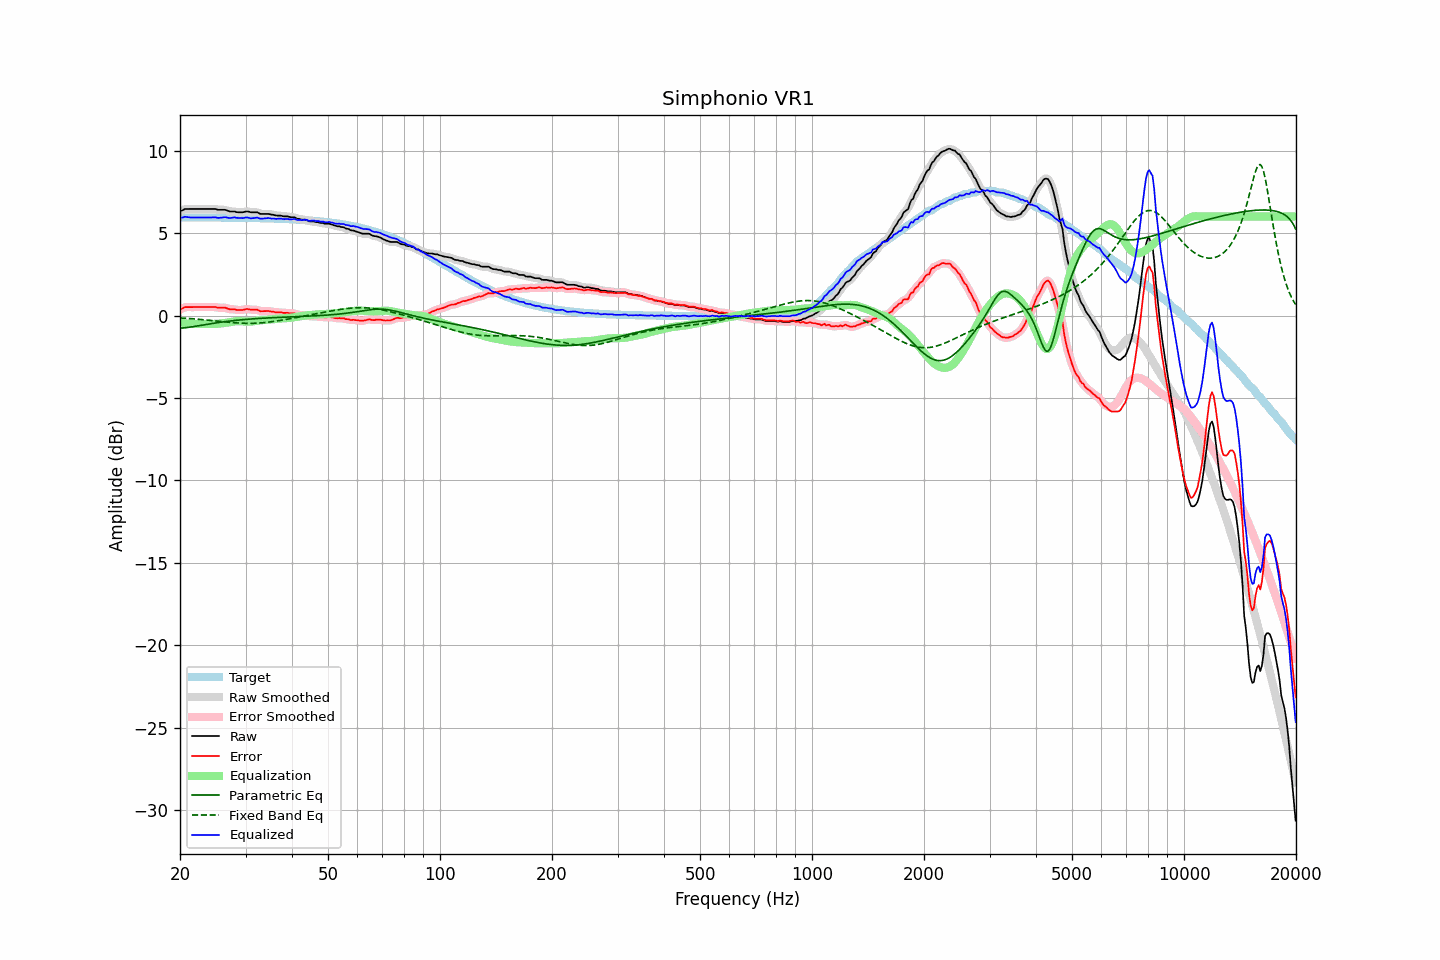 Simphonio VR1
Amplitude (dBr)
10
5
0
−5
−10
−15
−20
−25
−30
Target
Raw Smoothed
Error Smoothed
Raw
Error
Equalization
Parametric Eq
Fixed Band Eq
Equalized
20 50 100 200 500 1000 2000 5000 10000 20000
Frequency (Hz)